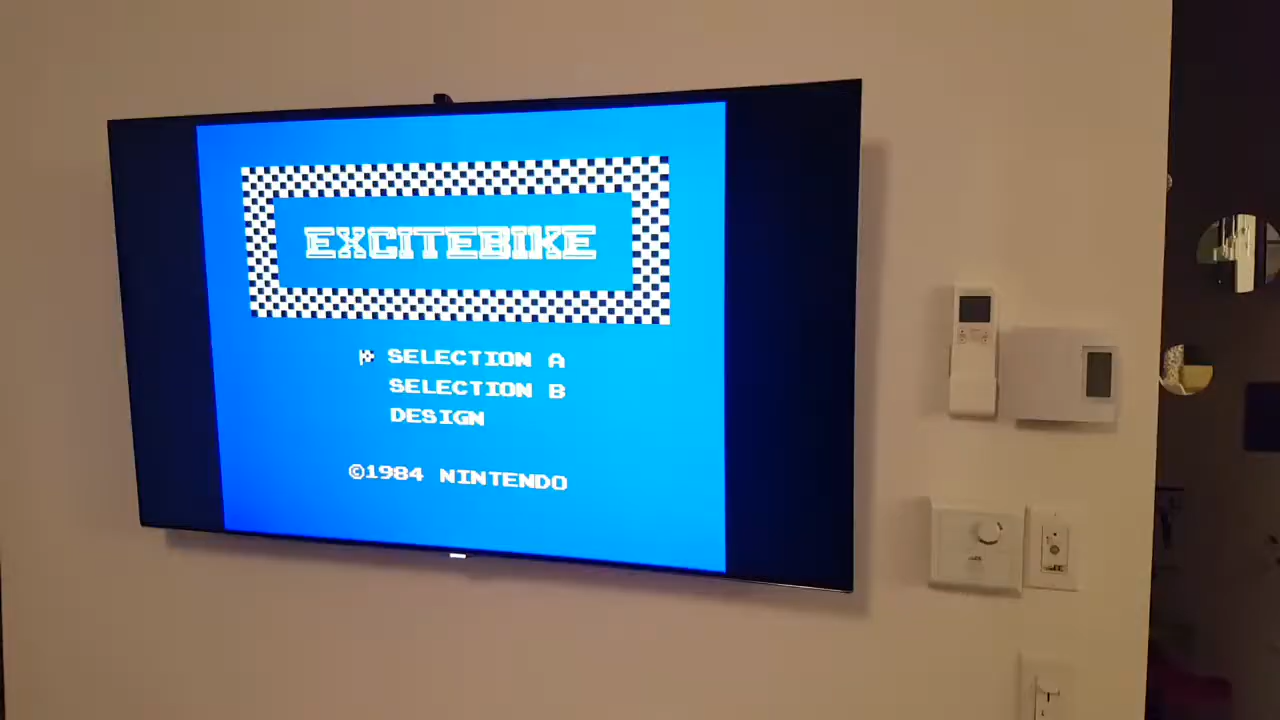 EXCITEBIKE
SELECTION A
SELECTION B
DESIGN
©1984 NINTENDO